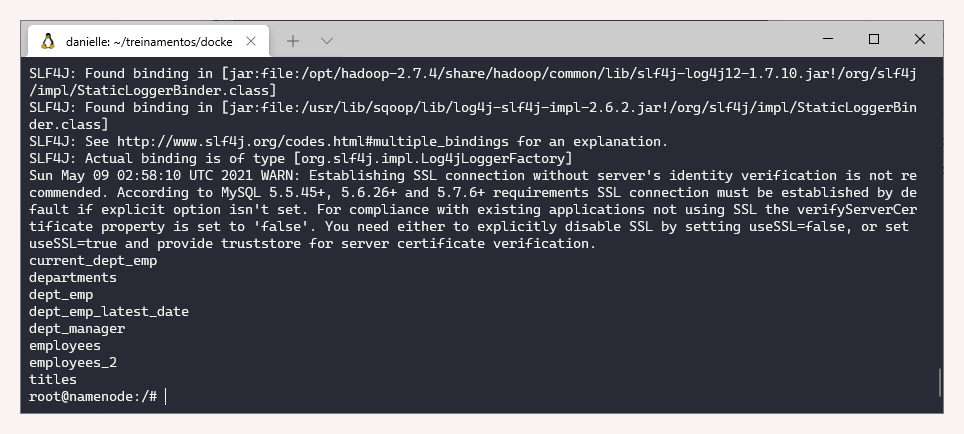 danielle: ~/treinamentos/docke
SLF4J: Found binding in [jar:file:/opt/hadoop-2.7.4/share/hadoop/common/lib/slf4j-log4j12-1.7.10.jar!/org/slf4j
/impl/StaticLoggerBinder.class]
SLF4J: Found binding in [jar:file:/usr/lib/sqoop/lib/log4j-slf4j-impl-2.6.2.jar!/org/slf4j/impl/StaticLoggerBin
der.class]
SLF4J: See http://www.slf4j.org/codes.html#multiple_bindings for an explanation.
SLF4J: Actual binding is of type [org.slf4j.impl.Log4jLoggerFactory]
Sun May 09 02:58:10 UTC 2021 WARN: Establishing SSL connection without server's identity verification is not re
commended. According to MySQL 5.5.45+, 5.6.26+ and 5.7.6+ requirements SSL connection must be established by de
fault if explicit option isn't set. For compliance with existing applications not using SSL the verifyServerCer
tificate property is set to 'false'. You need either to explicitly disable SSL by setting useSSL=false, or set
useSSL=true and provide truststore for server certificate verification.
current_dept_emp
departments
dept_emp
dept_emp_latest_date
dept_manager
employees
employees_2
titles
root@namenode:/#